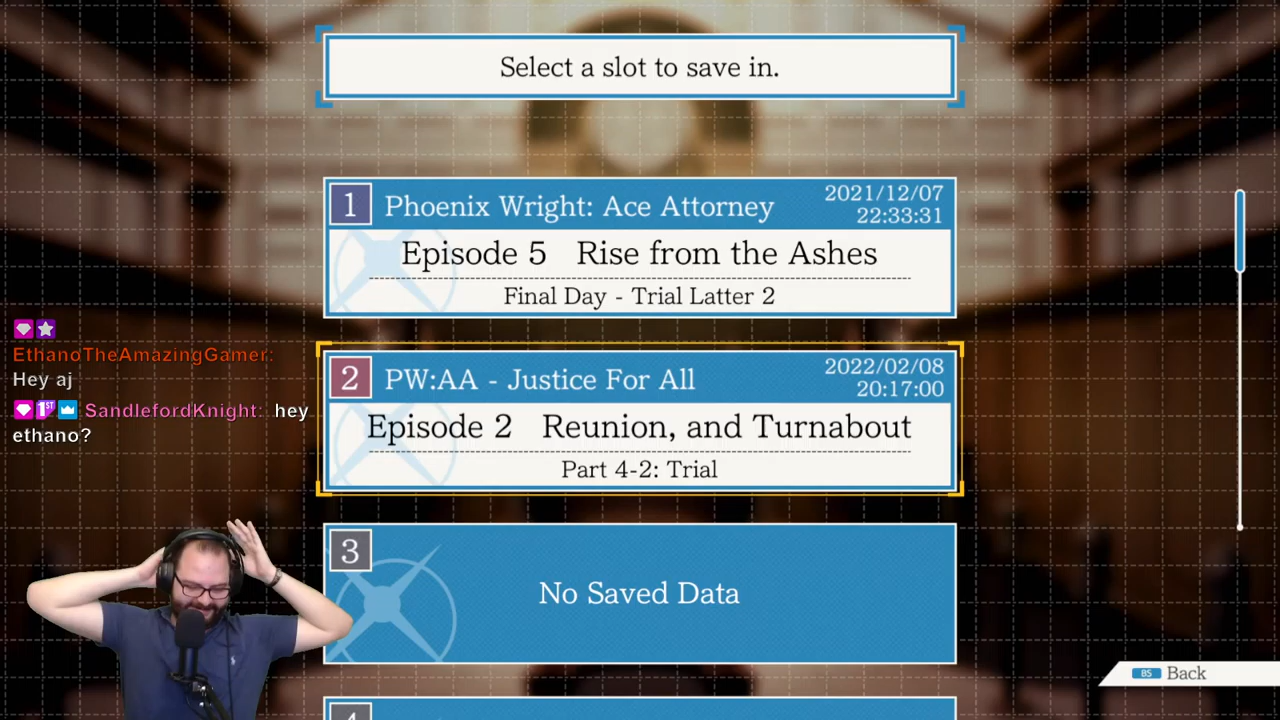 Select a slot to save in.
1 Phoenix Wright: Ace Attorney 2021/12/07
22:33:31
Episode 5 Rise from the Ashes
Final Day - Trial Latter 2
2 PW:AA - Justice For All 2022/02/08
20:17:00
Episode 2 Reunion, and Turnabout
Part 4-2: Trial
3
No Saved Data
4
BS Back
EthanoTheAmazingGamer:
Hey aj
1ST SandlefordKnight: hey
ethano?